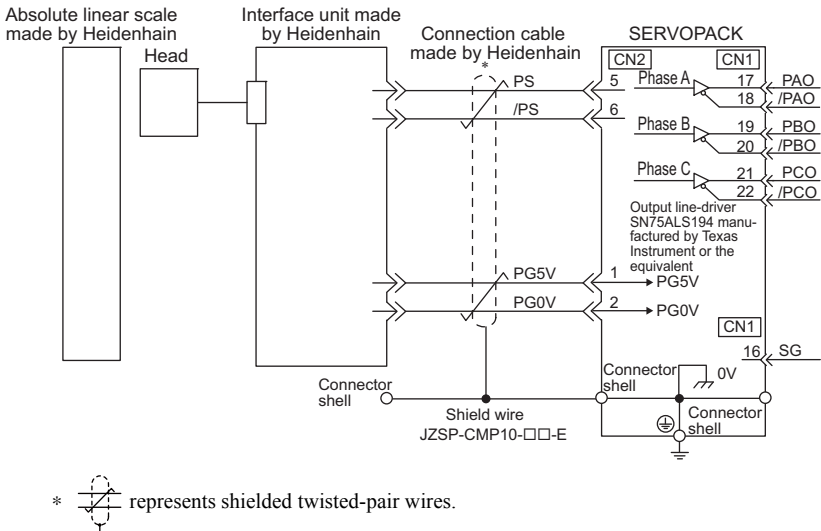 Absolute linear scale
made by Heidenhain
Head
Interface unit made
by Heidenhain
Connection cable
made by Heidenhain
*
SERVOPACK
CN2
CN1
PS
5
Phase A
17
PAO
18
/PAO
/PS
6
Phase B
19
PBO
20
/PBO
Phase C
21
PCO
22
/PCO
Output line-driver
SN75ALS194 manu-
factured by Texas
Instrument or the
equivalent
PG5V
1
PG5V
PG0V
2
PG0V
CN1
16
SG
Connector
shell
0V
Connector
shell
Connector
shell
Shield wire
JZSP-CMP10-□□-E
* represents shielded twisted-pair wires.